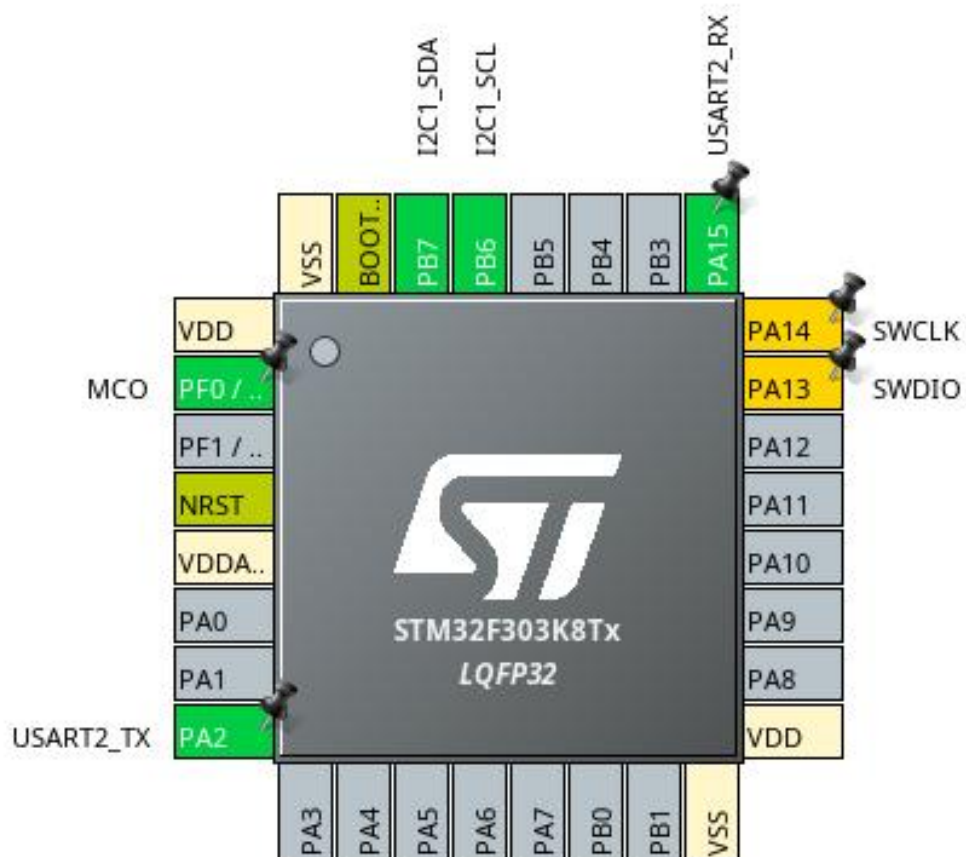 I2C1_SDA
I2C1_SCL
USART2_RX
VSS
BOOT..
PB7
PB6
PB5
PB4
PB3
PA15
VDD
PA14
SWCLK
MCO
PF0 / ..
PA13
SWDIO
PF1 / ..
PA12
NRST
PA11
VDDA..
PA10
PA0
PA9
PA1
PA8
USART2_TX
PA2
VDD
ST
STM32F303K8Tx
LQFP32
PA3
PA4
PA5
PA6
PA7
PB0
PB1
VSS